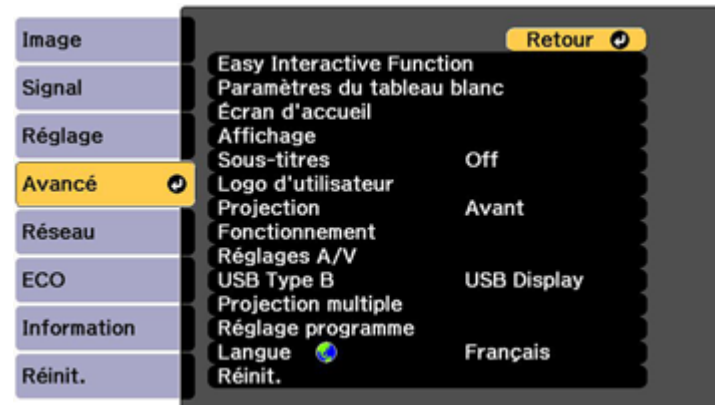 Image
Signal
Réglage
Avancé
Réseau
ECO
Information
Réinit.
Retour
Easy Interactive Function
Paramètres du tableau blanc
Écran d'accueil
Affichage
Sous-titres Off
Logo d'utilisateur
Projection Avant
Fonctionnement
Réglages A/V
USB Type B USB Display
Projection multiple
Réglage programme
Langue Français
Réinit.